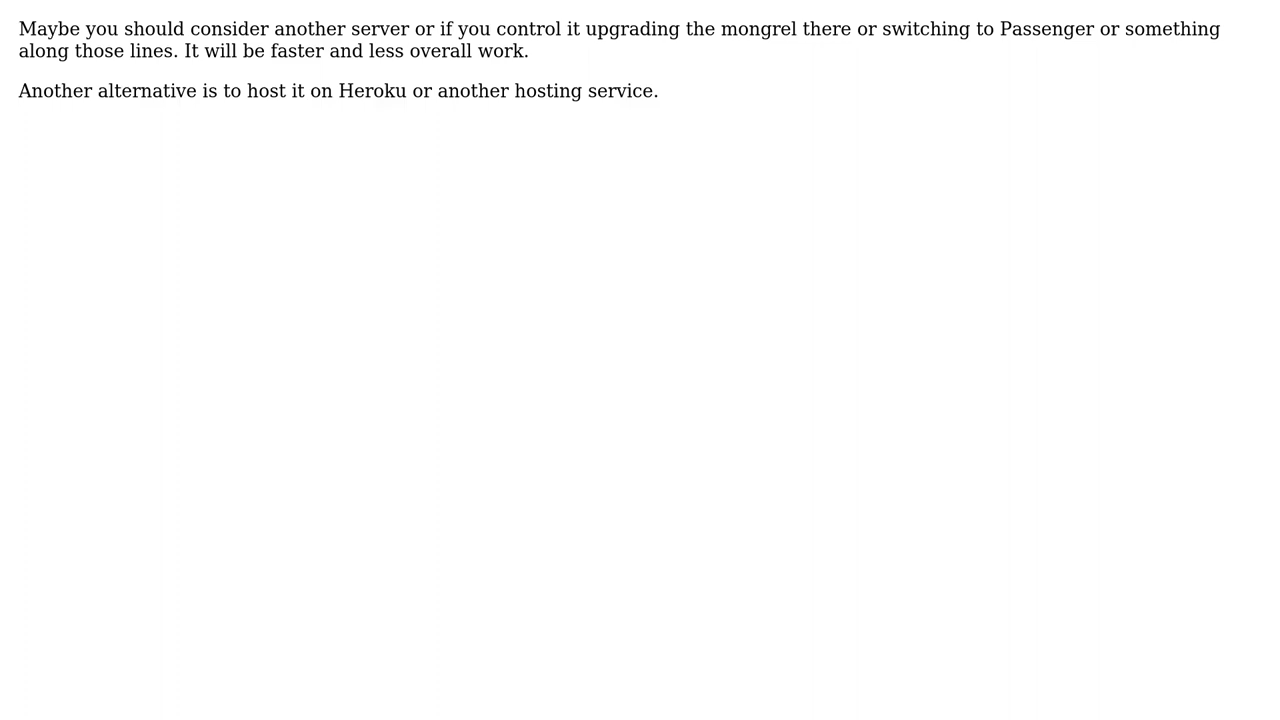 Maybe you should consider another server or if you control it upgrading the mongrel there or switching to Passenger or something
along those lines. It will be faster and less overall work.
Another alternative is to host it on Heroku or another hosting service.